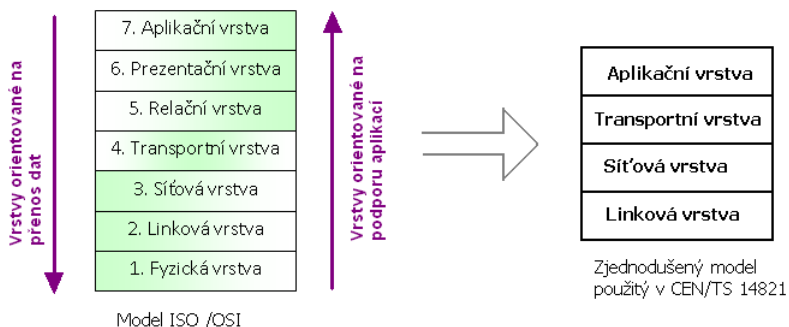 Vrstvy orientované na
přenos dat
7. Aplikační vrstva
6. Prezentační vrstva
5. Relační vrstva
4. Transportní vrstva
3. Síťová vrstva
2. Linková vrstva
1. Fyzická vrstva
Model ISO /OSI
Vrstvy orientované na
podporu aplikací
Aplikační vrstva
Transportní vrstva
Síťová vrstva
Linková vrstva
Zjednodušený model
použitý v CEN/TS 14821